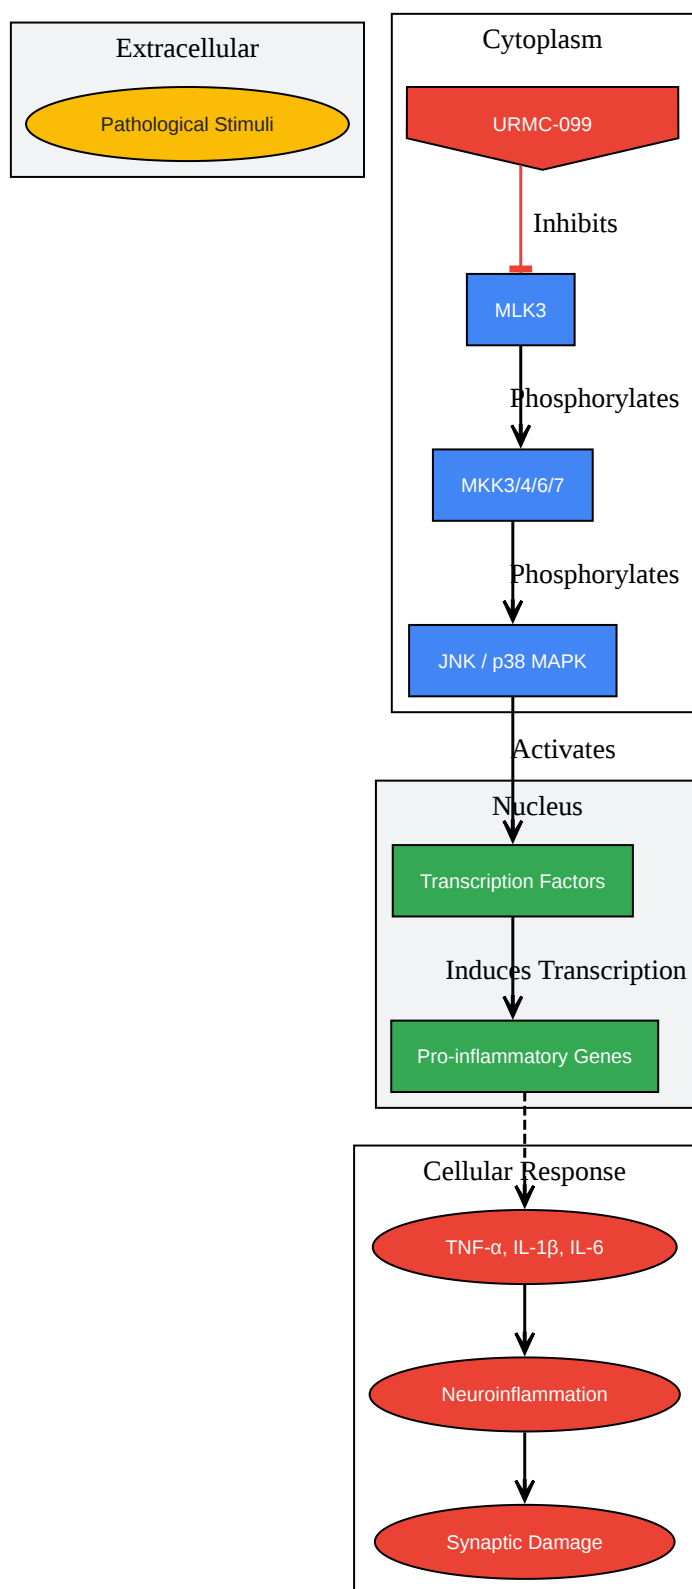 Extracellular
Pathological Stimuli
Cytoplasm
URMC-099
Inhibits
MLK3
Phosphorylates
MKK3/4/6/7
Phosphorylates
JNK / p38 MAPK
Activates
Nucleus
Transcription Factors
Induces Transcription
Pro-inflammatory Genes
Cellular Response
TNF-α, IL-1β, IL-6
Neuroinflammation
Synaptic Damage